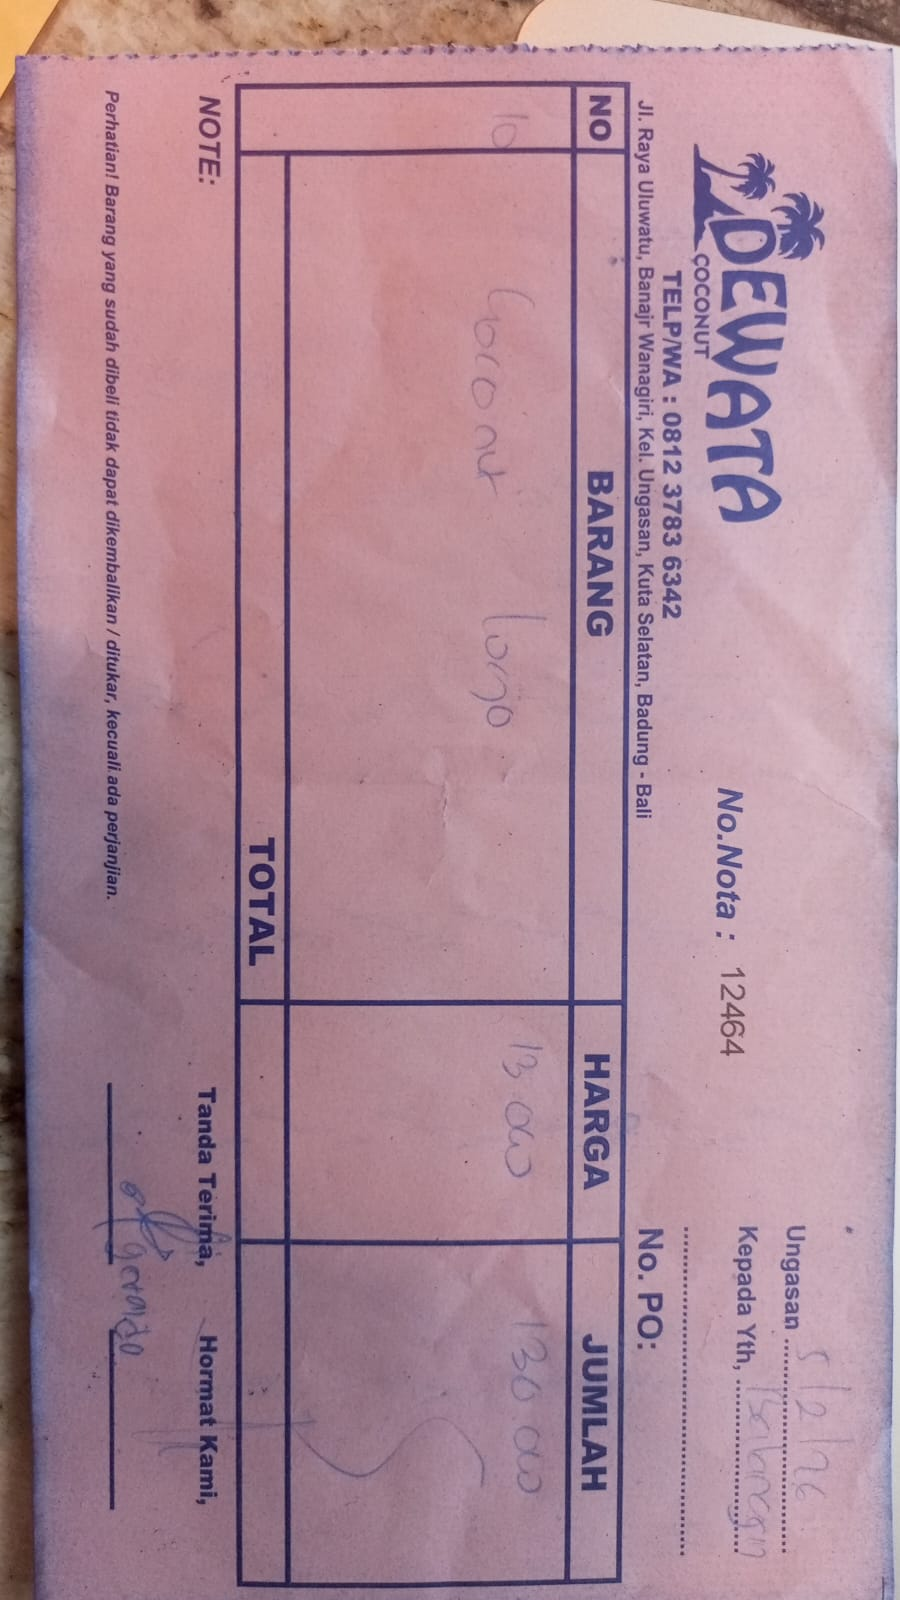 DEWATA
COCONUT
TELP/WA : 0812 3783 6342
Jl. Raya Uluwatu, Banajr Wanagiri, Kel. Ungasan, Kuta Selatan, Badung - Bali
No.Nota : 12464
Ungasan 5/2/26
Kepada Yth,
No. PO:
NO BARANG HARGA JUMLAH
10 Coconut 13.000 130.000
TOTAL
NOTE:
Tanda Terima, Hormat Kami,
Perhatian! Barang yang sudah dibeli tidak dapat dikembalikan / ditukar, kecuali ada perjanjian.